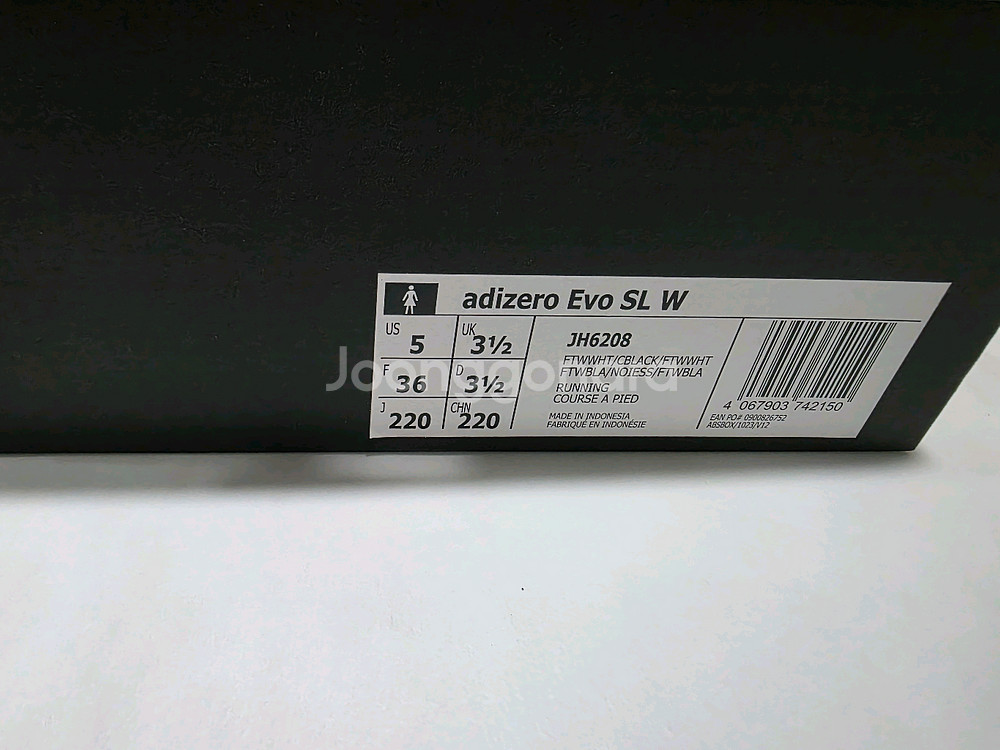 adizero Evo SL W
US 5 UK 3½
F 36 D 3½
J 220 CHN 220
JH6208
FTWWHT/CBLACK/FTWWHT
FTWBLA/NOIESS/FTWBLA
RUNNING
COURSE A PIED
MADE IN INDONESIA
FABRIQUÉ EN INDONÉSIE
4 067903 742150
EAN PO# 0900826752
ABSBOX/1023/V12
Joonggonara